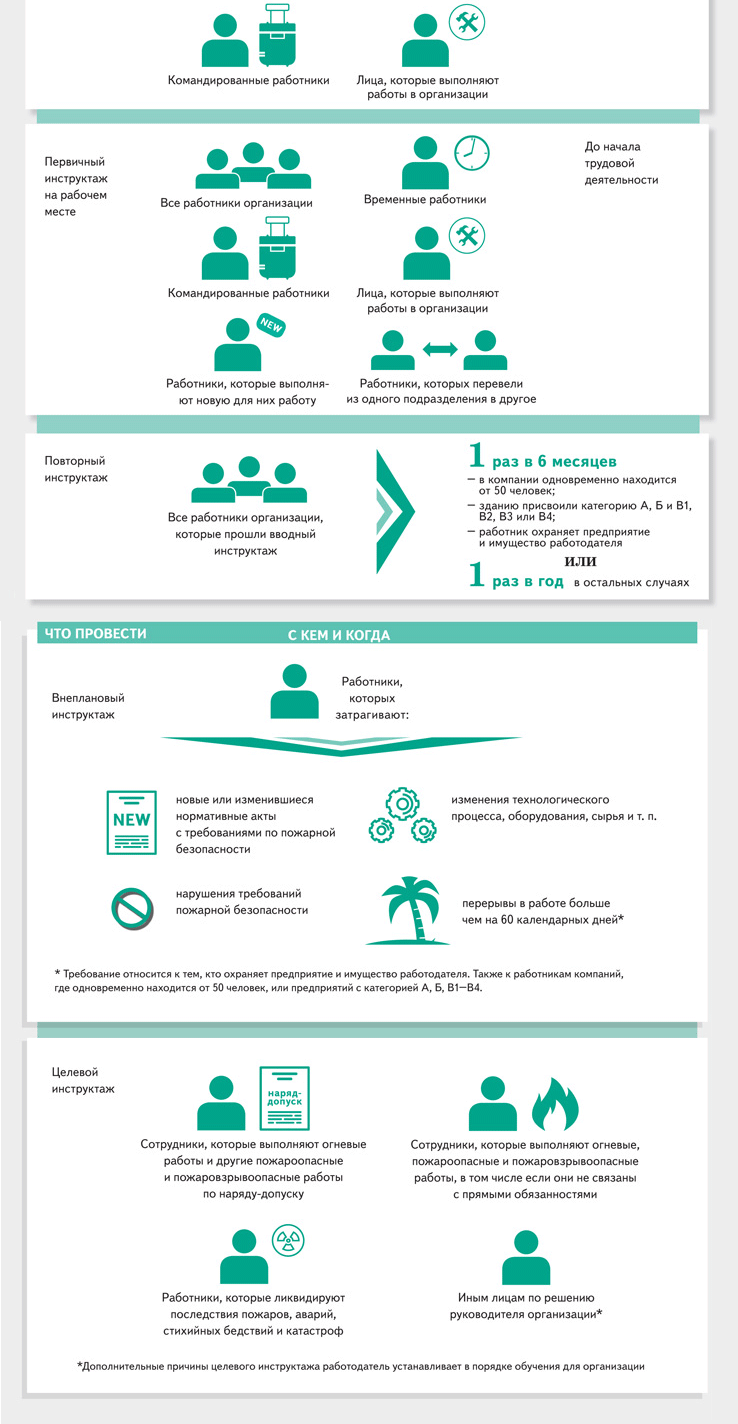 Командированные работники
Лица, которые выполняют
работы в организации
Первичный
инструктаж
на рабочем
месте
Все работники организации
Временные работники
До начала
трудовой
деятельности
Командированные работники
Лица, которые выполняют
работы в организации
NEW
Работники, которые выполня-
ют новую для них работу
Работники, которых перевели
из одного подразделения в другое
Повторный
инструктаж
Все работники организации,
которые прошли вводный
инструктаж
1 раз в 6 месяцев
— в компании одновременно находится
от 50 человек;
— зданию присвоили категорию А, Б и В1,
В2, В3 или В4;
— работник охраняет предприятие
и имущество работодателя
ИЛИ
1 раз в год в остальных случаях
ЧТО ПРОВЕСТИ
С КЕМ И КОГДА
Внеплановый
инструктаж
Работники,
которых
затрагивают:
NEW
новые или изменившиеся
нормативные акты
с требованиями по пожарной
безопасности
изменения технологического
процесса, оборудования, сырья и т. п.
нарушения требований
пожарной безопасности
перерывы в работе больше
чем на 60 календарных дней*
* Требование относится к тем, кто охраняет предприятие и имущество работодателя. Также к работникам компаний,
где одновременно находится от 50 человек, или предприятий с категорией А, Б, В1—В4.
Целевой
инструктаж
наряд-
допуск
Сотрудники, которые выполняют огневые
работы и другие пожароопасные
и пожаровзрывоопасные работы
по наряду-допуску
Сотрудники, которые выполняют огневые,
пожароопасные и пожаровзрывоопасные
работы, в том числе если они не связаны
с прямыми обязанностями
Работники, которые ликвидируют
последствия пожаров, аварий,
стихийных бедствий и катастроф
Иным лицам по решению
руководителя организации*
*Дополнительные причины целевого инструктажа работодатель устанавливает в порядке обучения для организации